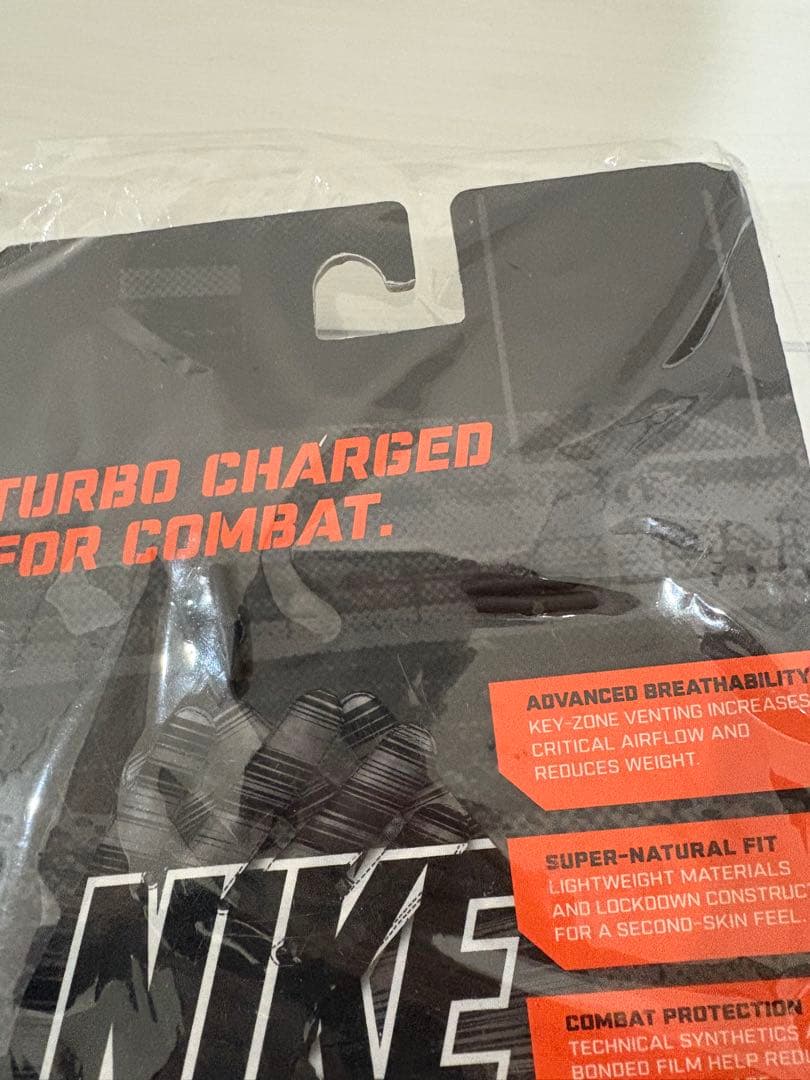 TURBO CHARGED
FOR COMBAT.
ADVANCED BREATHABILITY
KEY-ZONE VENTING INCREASES
CRITICAL AIRFLOW AND
REDUCES WEIGHT.
SUPER-NATURAL FIT
LIGHTWEIGHT MATERIALS
AND LOCKDOWN CONSTRUC
FOR A SECOND-SKIN FEEL
COMBAT PROTECTION
TECHNICAL SYNTHETICS
BONDED FILM HELP RED
NIKE